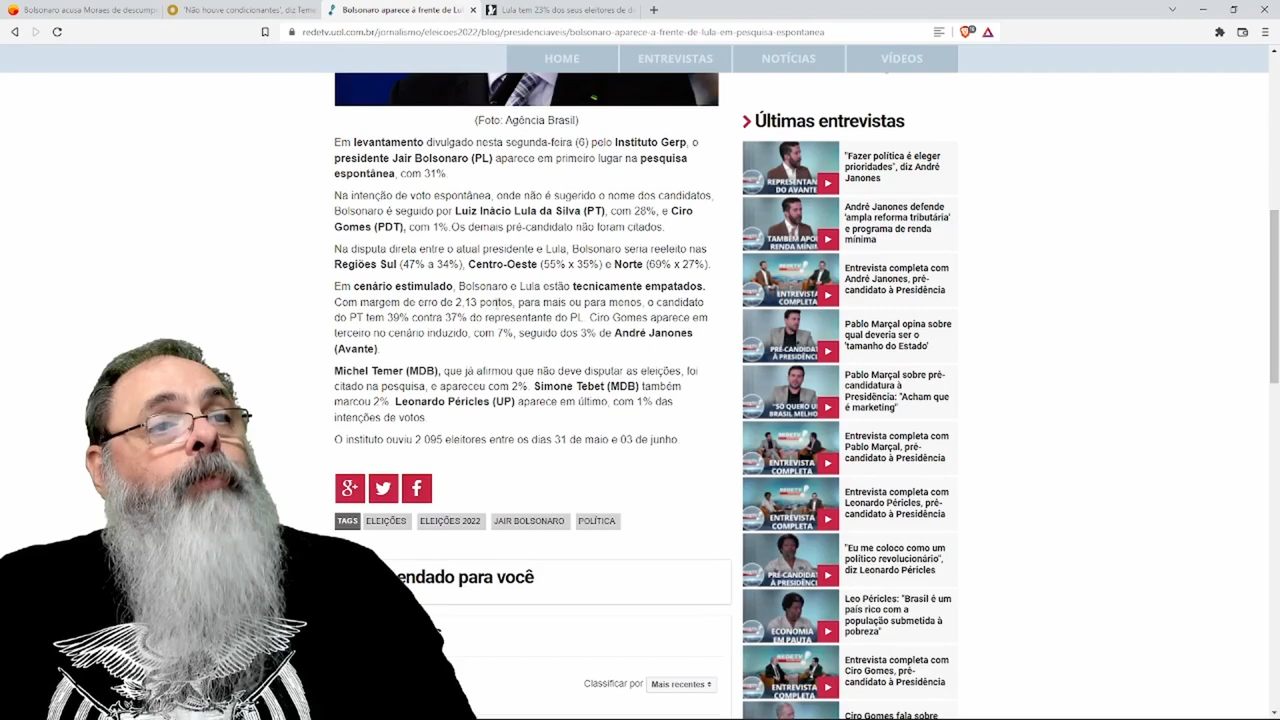 Bolsonaro acusa Moraes de descump
'Não houve condicionantes', diz Teme
Bolsonaro aparece à frente de Lul
Lula tem 23% dos seus eleitores de d
redetv.uol.com.br/jornalismo/eleicoes2022/blog/presidenciaveis/bolsonaro-aparece-a-frente-de-lula-em-pesquisa-espontanea
HOME
ENTREVISTAS
NOTÍCIAS
VÍDEOS
(Foto: Agência Brasil)
Em levantamento divulgado nesta segunda-feira (6) pelo Instituto Gerp, o
presidente Jair Bolsonaro (PL) aparece em primeiro lugar na pesquisa
espontânea, com 31%.
Na intenção de voto espontânea, onde não é sugerido o nome dos candidatos,
Bolsonaro é seguido por Luiz Inácio Lula da Silva (PT), com 28%, e Ciro
Gomes (PDT), com 1%.Os demais pré-candidato não foram citados.
Na disputa direta entre o atual presidente e Lula, Bolsonaro seria reeleito nas
Regiões Sul (47% a 34%), Centro-Oeste (55% x 35%) e Norte (69% x 27%).
Em cenário estimulado, Bolsonaro e Lula estão tecnicamente empatados.
Com margem de erro de 2,13 pontos, para mais ou para menos, o candidato
do PT tem 39% contra 37% do representante do PL. Ciro Gomes aparece em
terceiro no cenário induzido, com 7%, seguido dos 3% de André Janones
(Avante).
Michel Temer (MDB), que já afirmou que não deve disputar as eleições, foi
citado na pesquisa, e apareceu com 2%. Simone Tebet (MDB) também
marcou 2%. Leonardo Péricles (UP) aparece em último, com 1% das
intenções de votos.
O instituto ouviu 2.095 eleitores entre os dias 31 de maio e 03 de junho
TAGS
ELEIÇÕES
ELEIÇÕES 2022
JAIR BOLSONARO
POLÍTICA
endado para você
Classificar por
Mais recentes
Últimas entrevistas
REPRESENTAN
DO AVANTE
"Fazer política é eleger
prioridades", diz André
Janones
TAMBÉM APOI
RENDA MÍNIM
André Janones defende
'ampla reforma tributária'
e programa de renda
mínima
ENTREVISTA
COMPLETA
Entrevista completa com
André Janones, pré-
candidato à Presidência
PRÉ-CANDIDAT
À PRESIDÊNCI
Pablo Marçal opina sobre
qual deveria ser o
'tamanho do Estado'
"SÓ QUERO U
BRASIL MELHO
Pablo Marçal sobre pré-
candidatura à
Presidência: "Acham que
é marketing"
ENTREVISTA
COMPLETA
Entrevista completa com
Pablo Marçal, pré-
candidato à Presidência
ENTREVISTA
COMPLETA
Entrevista completa com
Leonardo Péricles, pré-
candidato à Presidência
PRÉ-CANDIDAT
À PRESIDÊNCI
"Eu me coloco como um
político revolucionário",
diz Leonardo Péricles
ECONOMIA
EM PAUTA
Leo Péricles: "Brasil é um
país rico com a
população submetida à
pobreza"
ENTREVISTA
COMPLETA
Entrevista completa com
Ciro Gomes, pré-
candidato à Presidência
Ciro Gomes fala sobre